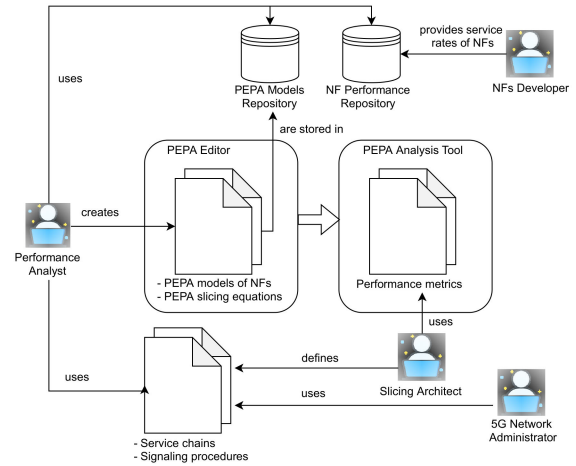 provides service
rates of NFs
uses
PEPA Models
Repository
NF Performance
Repository
NFs Developer
are stored in
PEPA Editor
PEPA Analysis Tool
creates
Performance
Analyst
- PEPA models of NFs
- PEPA slicing equations
Performance metrics
uses
defines
Slicing Architect
uses
uses
5G Network
Administrator
- Service chains
- Signaling procedures